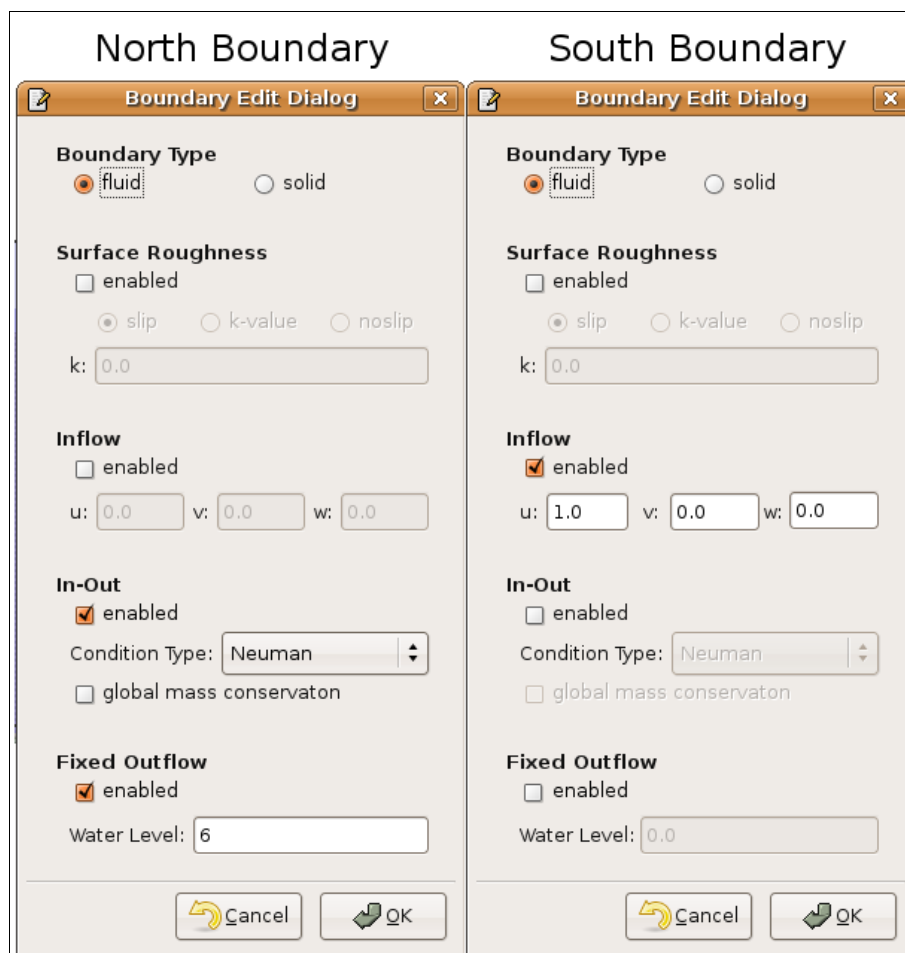 North Boundary
Boundary Edit Dialog
Boundary Type
fluid solid
Surface Roughness
enabled
slip k-value noslip
k: 0.0
Inflow
enabled
u: 0.0 v: 0.0 w: 0.0
In-Out
enabled
Condition Type: Neuman
global mass conservaton
Fixed Outflow
enabled
Water Level: 6
Cancel OK
South Boundary
Boundary Edit Dialog
Boundary Type
fluid solid
Surface Roughness
enabled
slip k-value noslip
k: 0.0
Inflow
enabled
u: 1.0 v: 0.0 w: 0.0
In-Out
enabled
Condition Type: Neuman
global mass conservaton
Fixed Outflow
enabled
Water Level: 0.0
Cancel OK